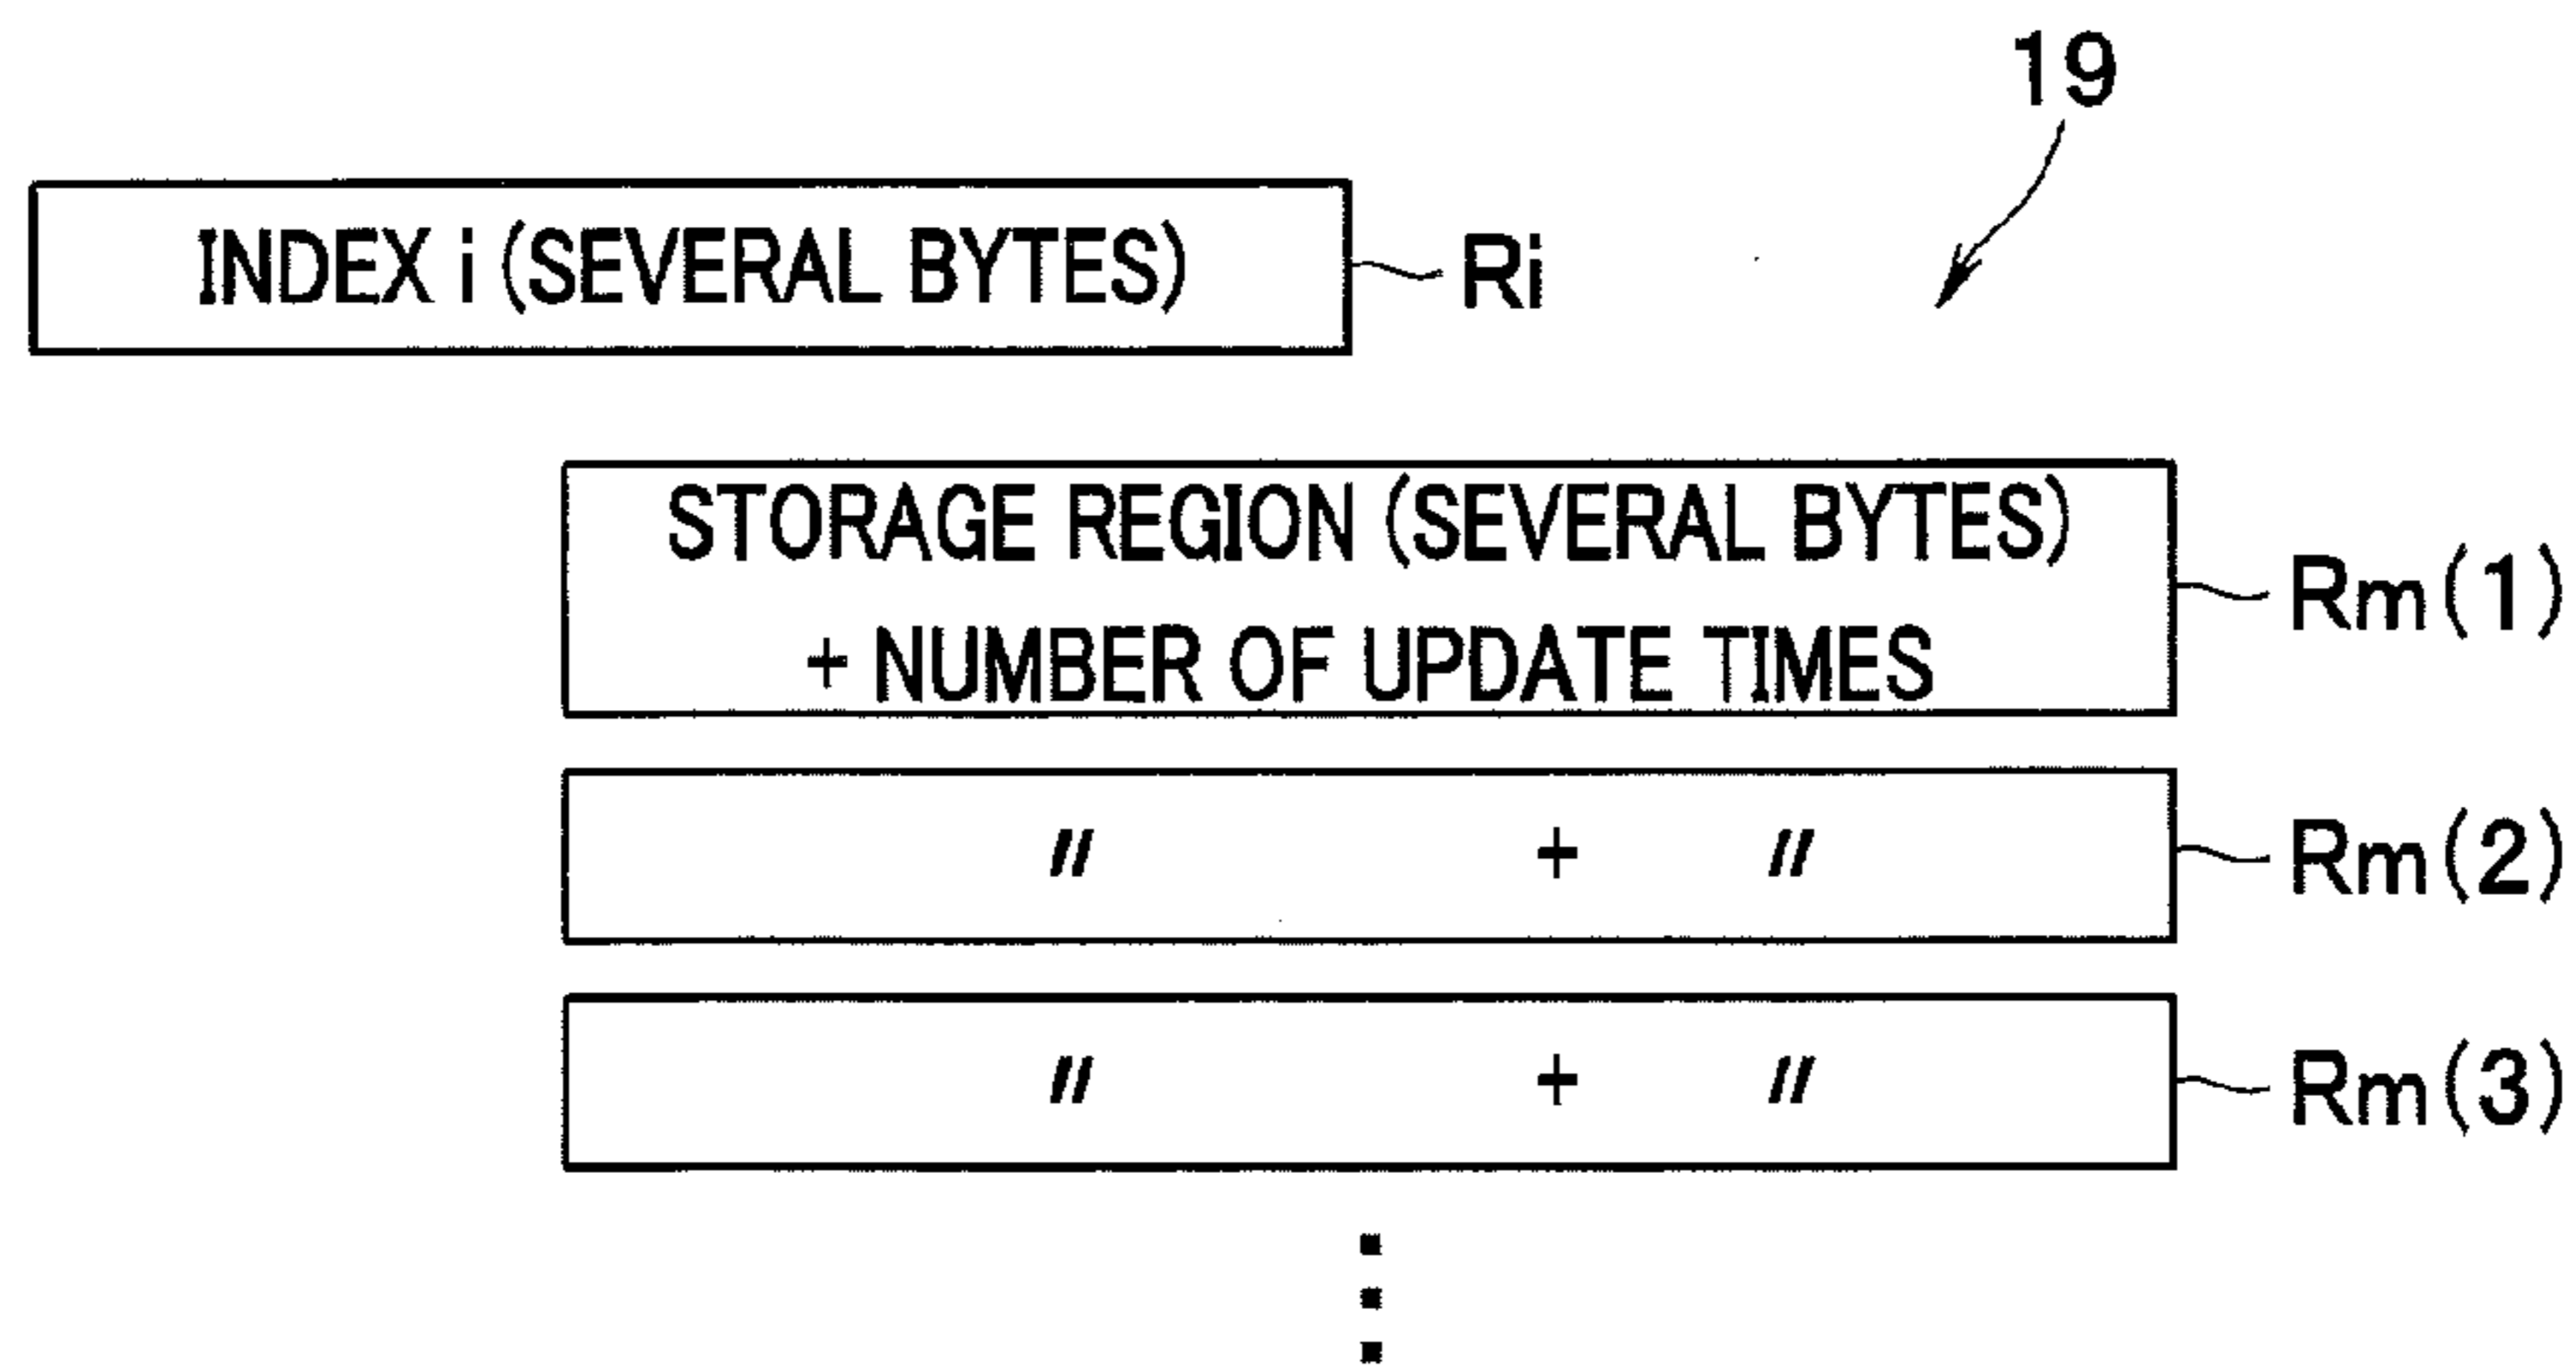 19
INDEX i (SEVERAL BYTES)
Ri
STORAGE REGION (SEVERAL BYTES)
+ NUMBER OF UPDATE TIMES
Rm(1)
〃 + 〃
Rm(2)
〃 + 〃
Rm(3)